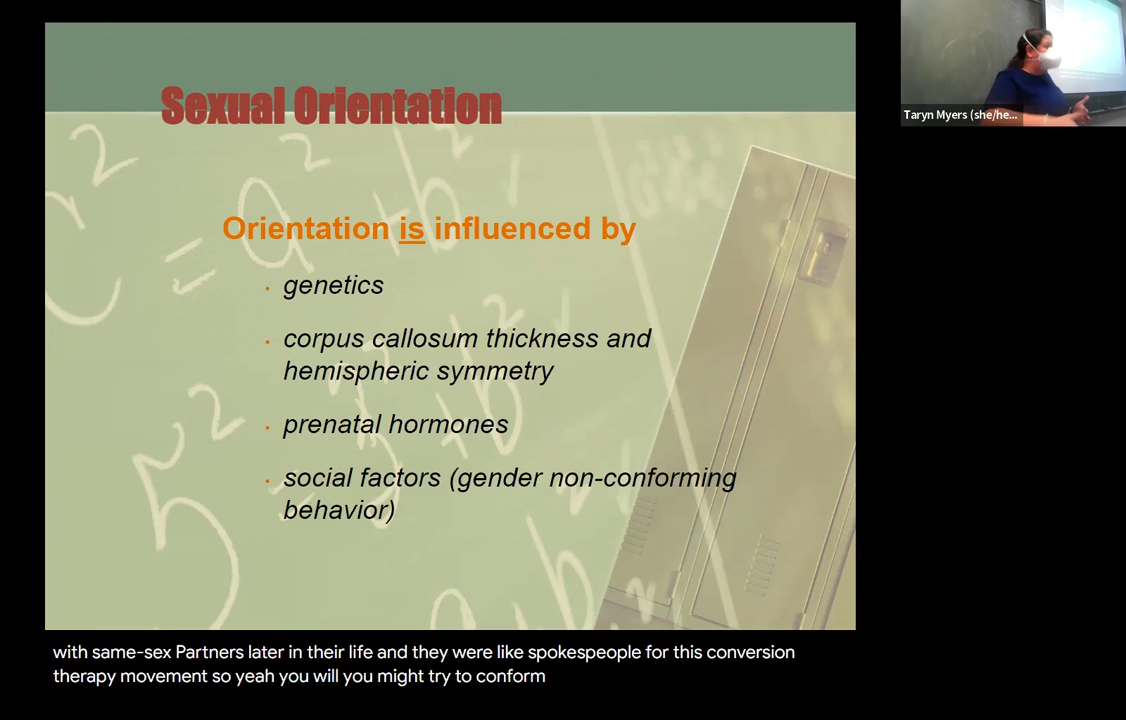 Sexual Orientation
Orientation is influenced by
• genetics
• corpus callosum thickness and
hemispheric symmetry
• prenatal hormones
• social factors (gender non-conforming
behavior)
Taryn Myers (she/he...
with same-sex Partners later in their life and they were like spokespeople for this conversion
therapy movement so yeah you will you might try to conform